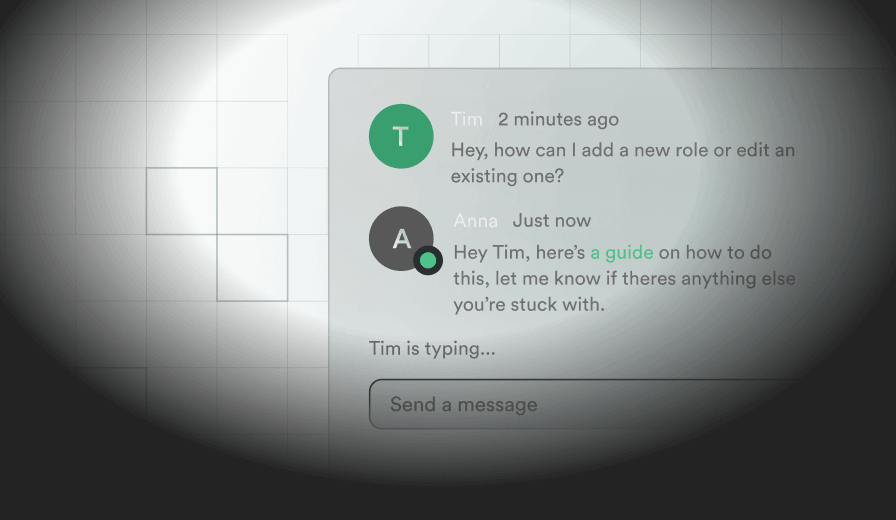 T
Tim 2 minutes ago
Hey, how can I add a new role or edit an
existing one?
A
Anna Just now
Hey Tim, here's a guide on how to do
this, let me know if theres anything else
you're stuck with.
Tim is typing...
Send a message